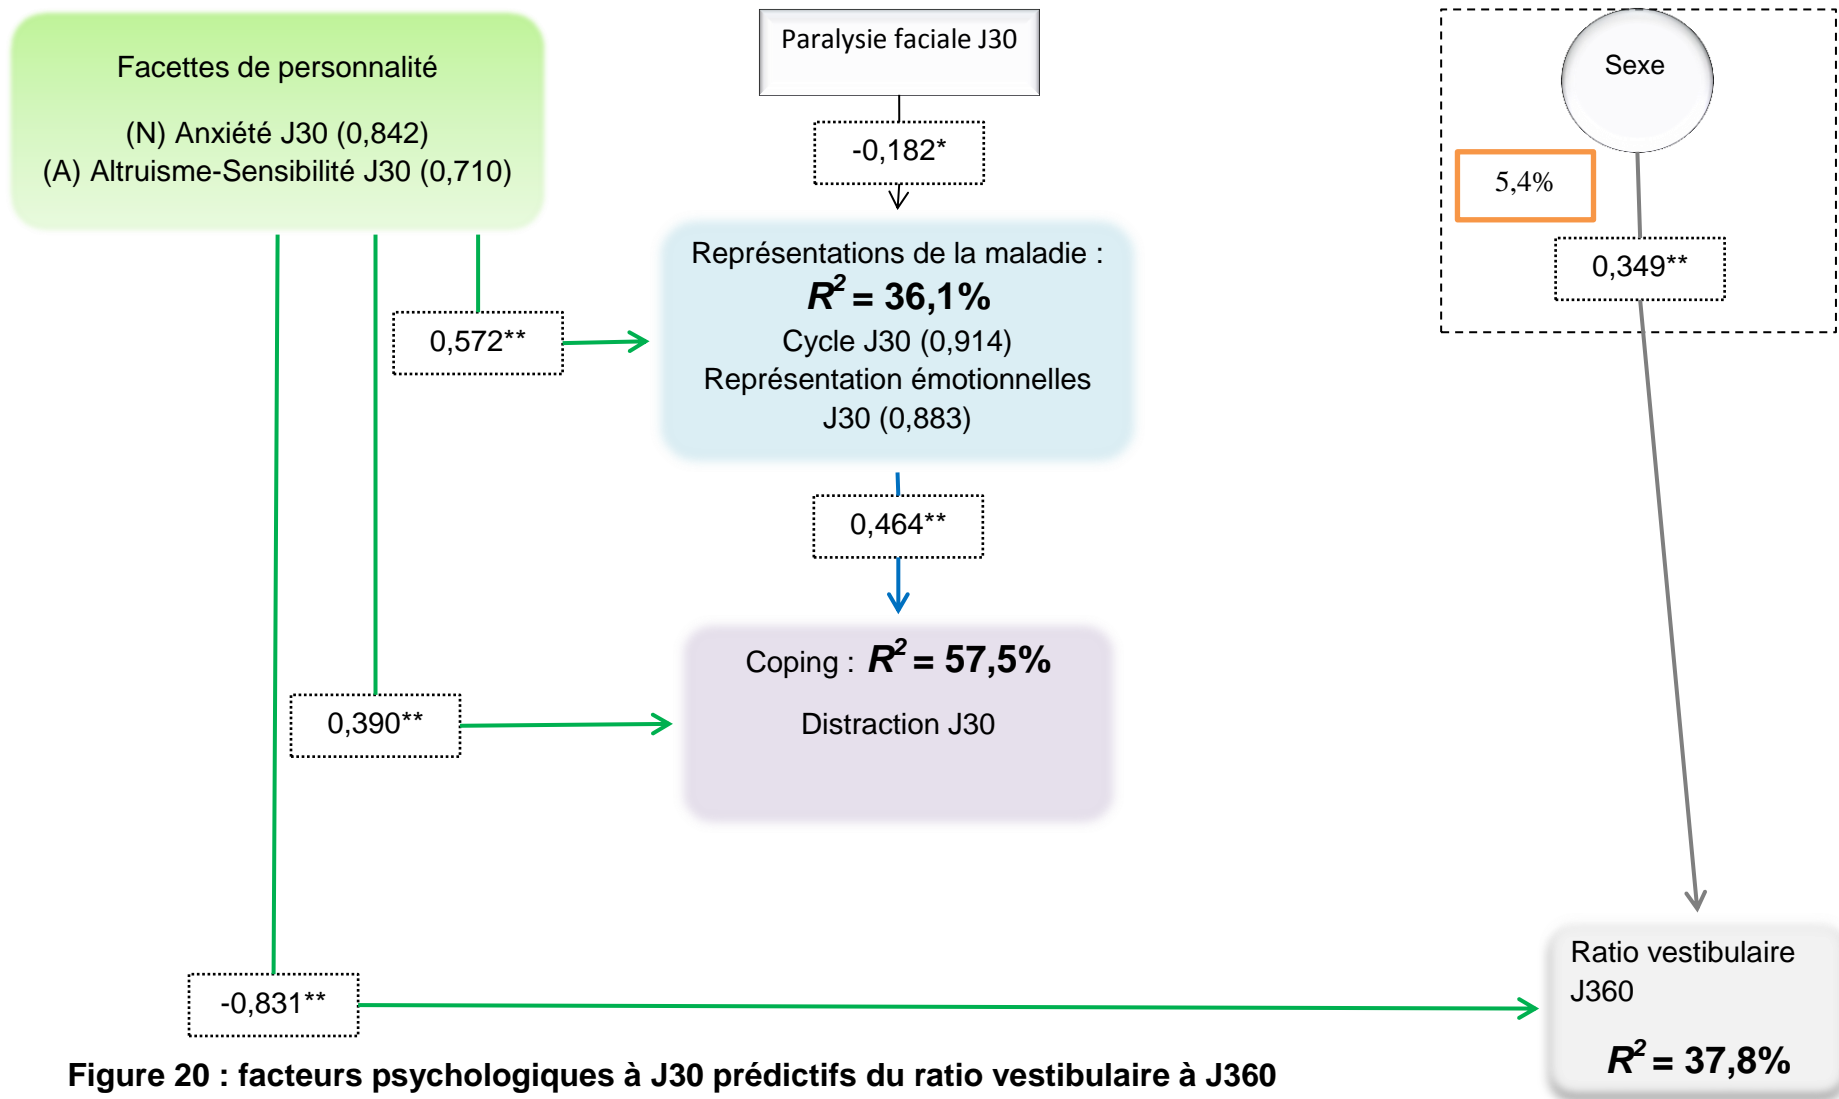 Facettes de personnalité
(N) Anxiété J30 (0,842)
(A) Altruisme-Sensibilité J30 (0,710)
Paralysie faciale J30
-0,182*
Sexe
5,4%
0,349**
Représentations de la maladie :
R² = 36,1%
Cycle J30 (0,914)
Représentation émotionnelles
J30 (0,883)
0,572**
0,464**
Coping : R² = 57,5%
Distraction J30
0,390**
-0,831**
Ratio vestibulaire
J360
R² = 37,8%
Figure 20 : facteurs psychologiques à J30 prédictifs du ratio vestibulaire à J360